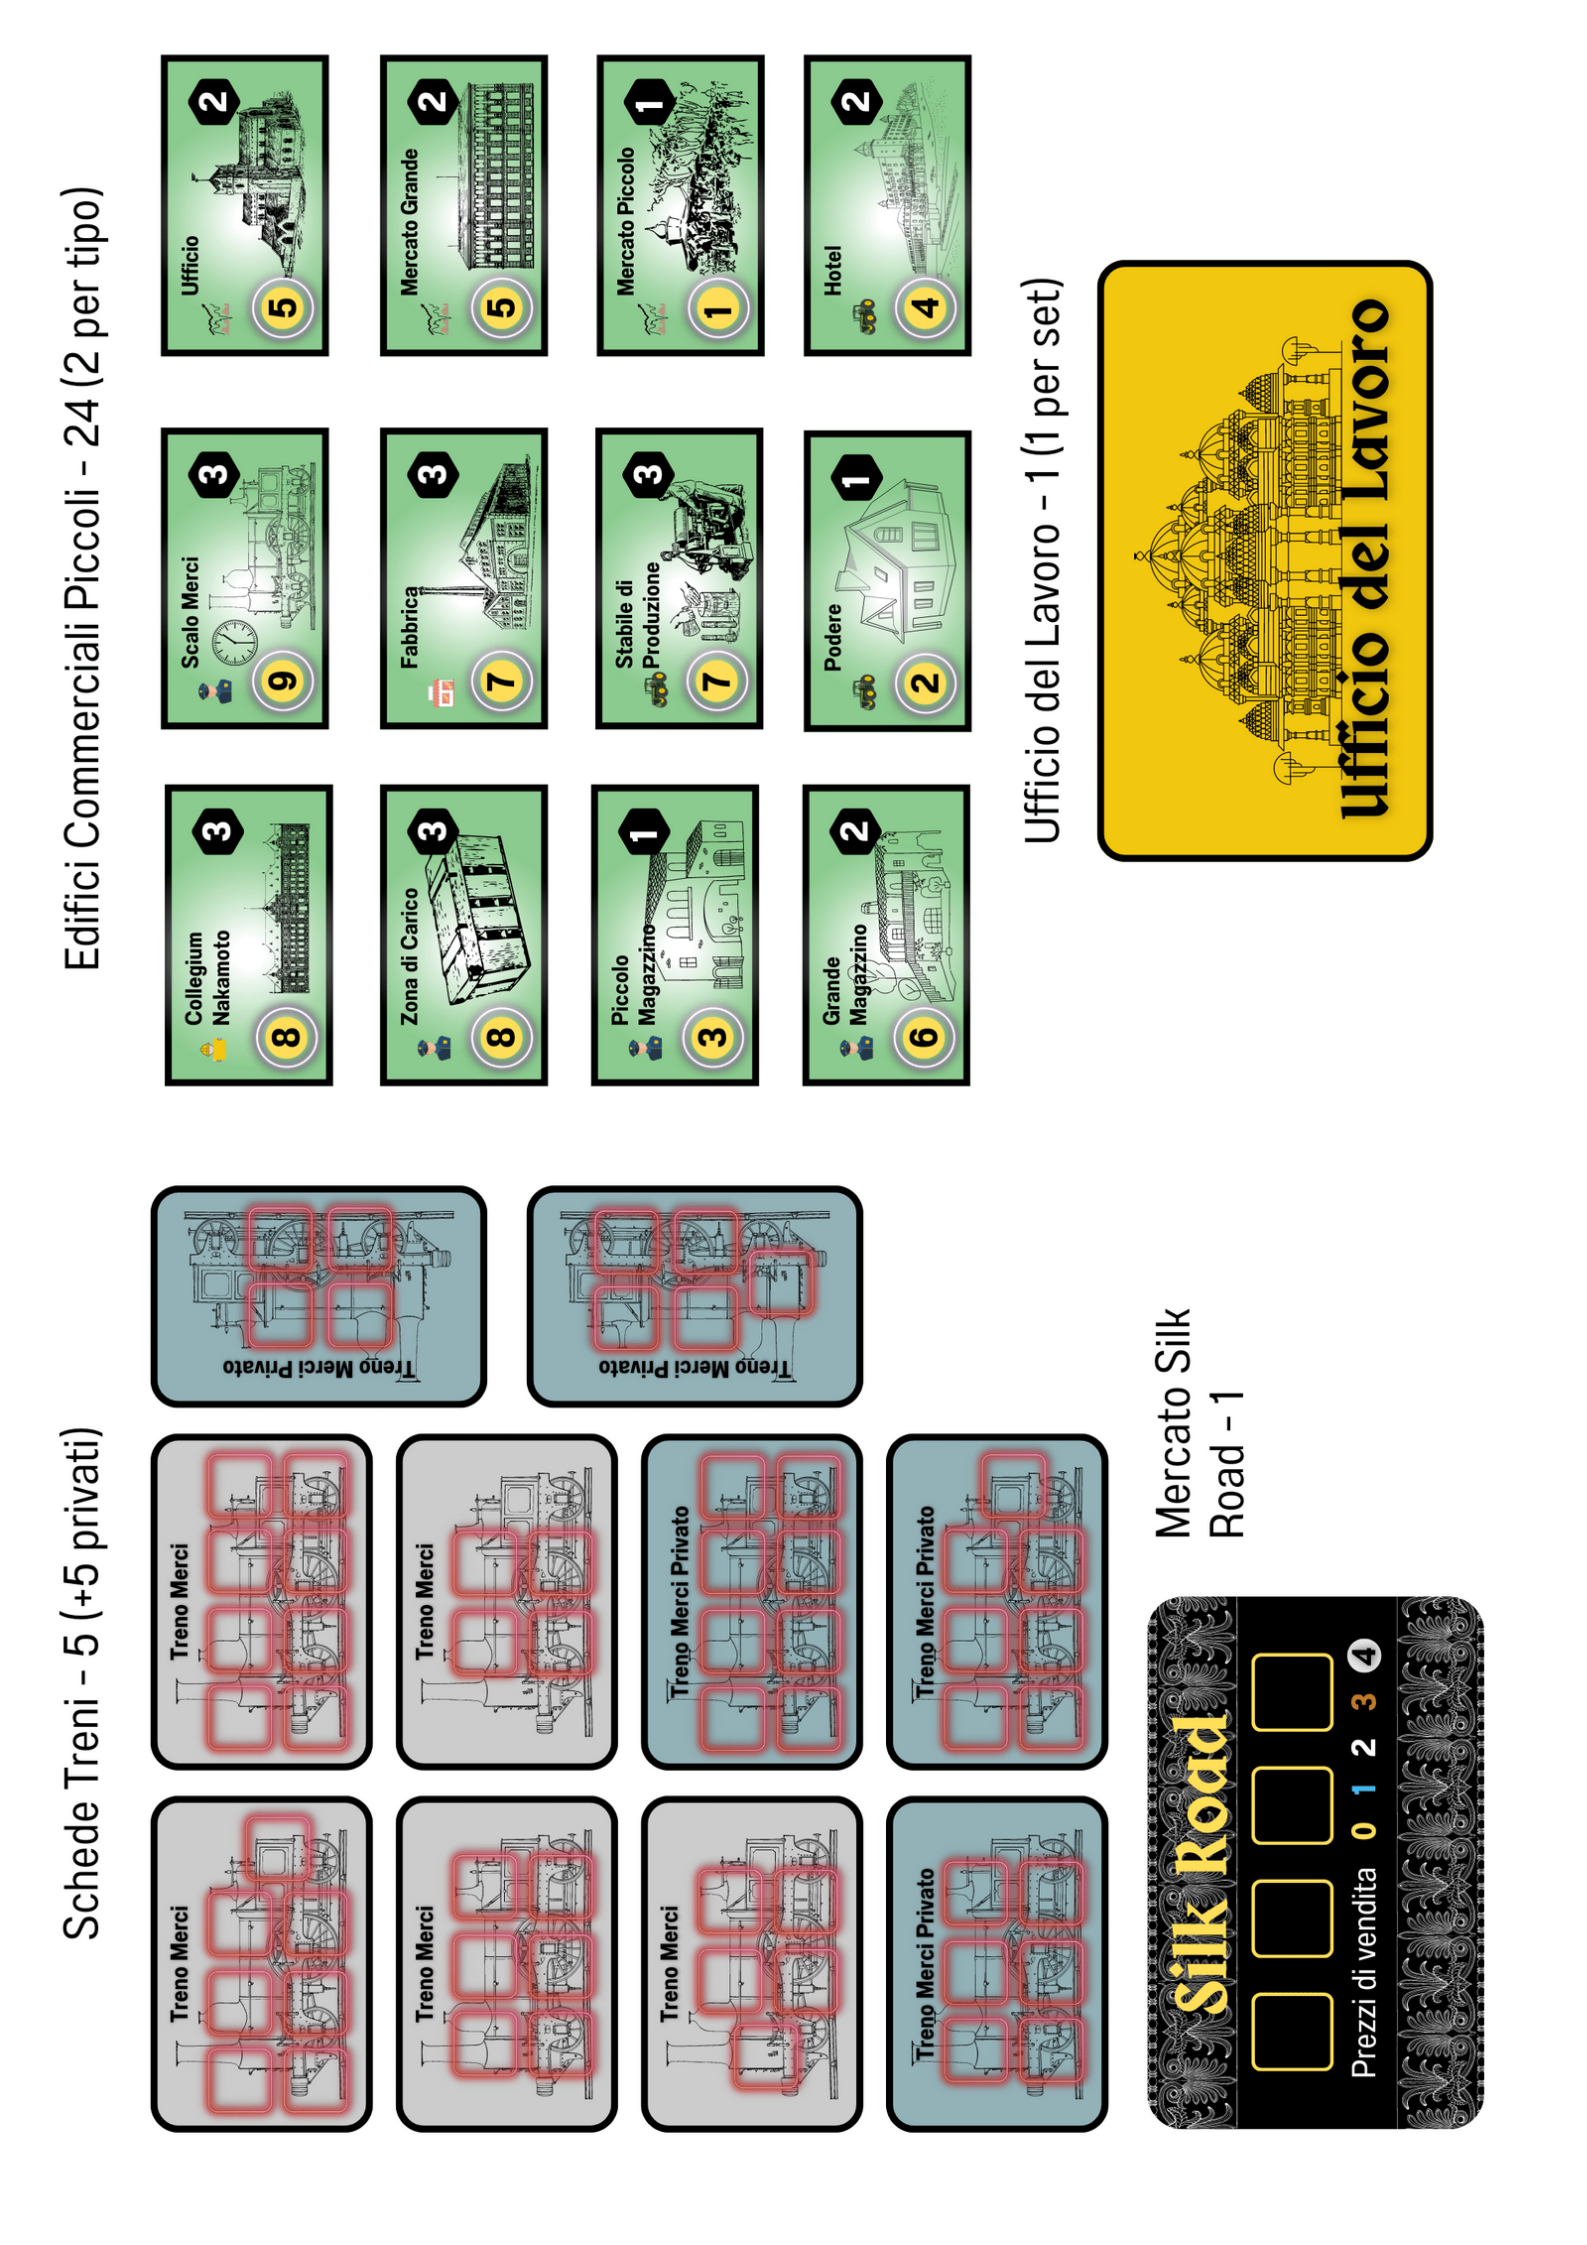 Schede Treni - 5 (+5 privati)
Treno Merci
Treno Merci
Treno Merci Privato
Treno Merci
Treno Merci
Treno Merci Privato
Treno Merci
Treno Merci Privato
Treno Merci Privato
Treno Merci Privato
Silk Road
Prezzi di vendita 0 1 2 3 4
Mercato Silk
Road - 1
Edifici Commerciali Piccoli - 24 (2 per tipo)
Collegium
Nakamoto
3
8
Scalo Merci
3
9
Ufficio
2
5
Zona di Carico
3
8
Fabbrica
3
7
Mercato Grande
2
5
Piccolo
Magazzino
1
3
Stabile di
Produzione
3
7
Mercato Piccolo
1
1
Grande
Magazzino
2
6
Podere
1
2
Hotel
2
4
Ufficio del Lavoro - 1 (1 per set)
Ufficio del Lavoro